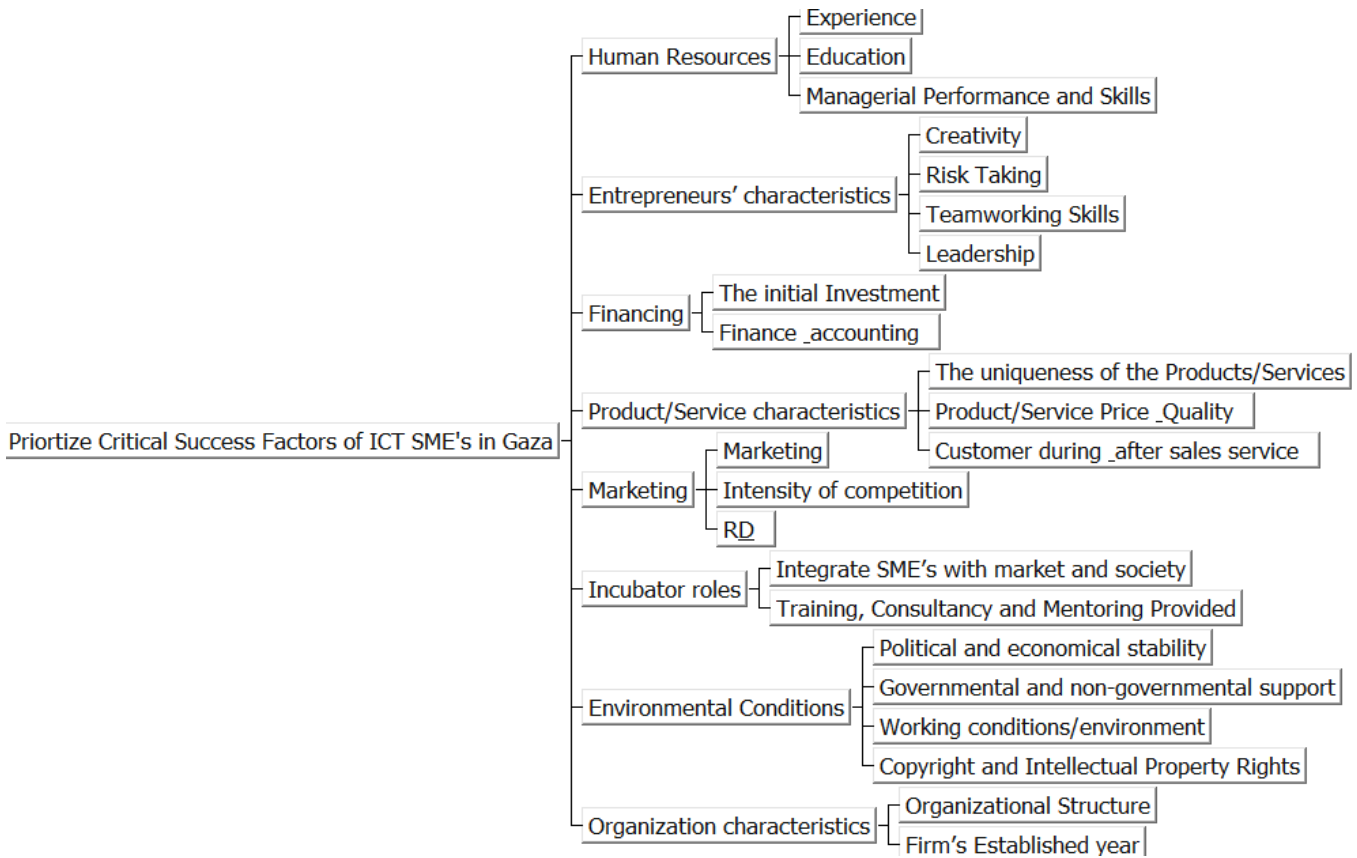 Priortize Critical Success Factors of ICT SME's in Gaza
Human Resources
Experience
Education
Managerial Performance and Skills
Entrepreneurs’ characteristics
Creativity
Risk Taking
Teamworking Skills
Leadership
Financing
The initial Investment
Finance _accounting
Product/Service characteristics
The uniqueness of the Products/Services
Product/Service Price _Quality
Customer during _after sales service
Marketing
Marketing
Intensity of competition
RD
Incubator roles
Integrate SME’s with market and society
Training, Consultancy and Mentoring Provided
Environmental Conditions
Political and economical stability
Governmental and non-governmental support
Working conditions/environment
Copyright and Intellectual Property Rights
Organization characteristics
Organizational Structure
Firm’s Established year